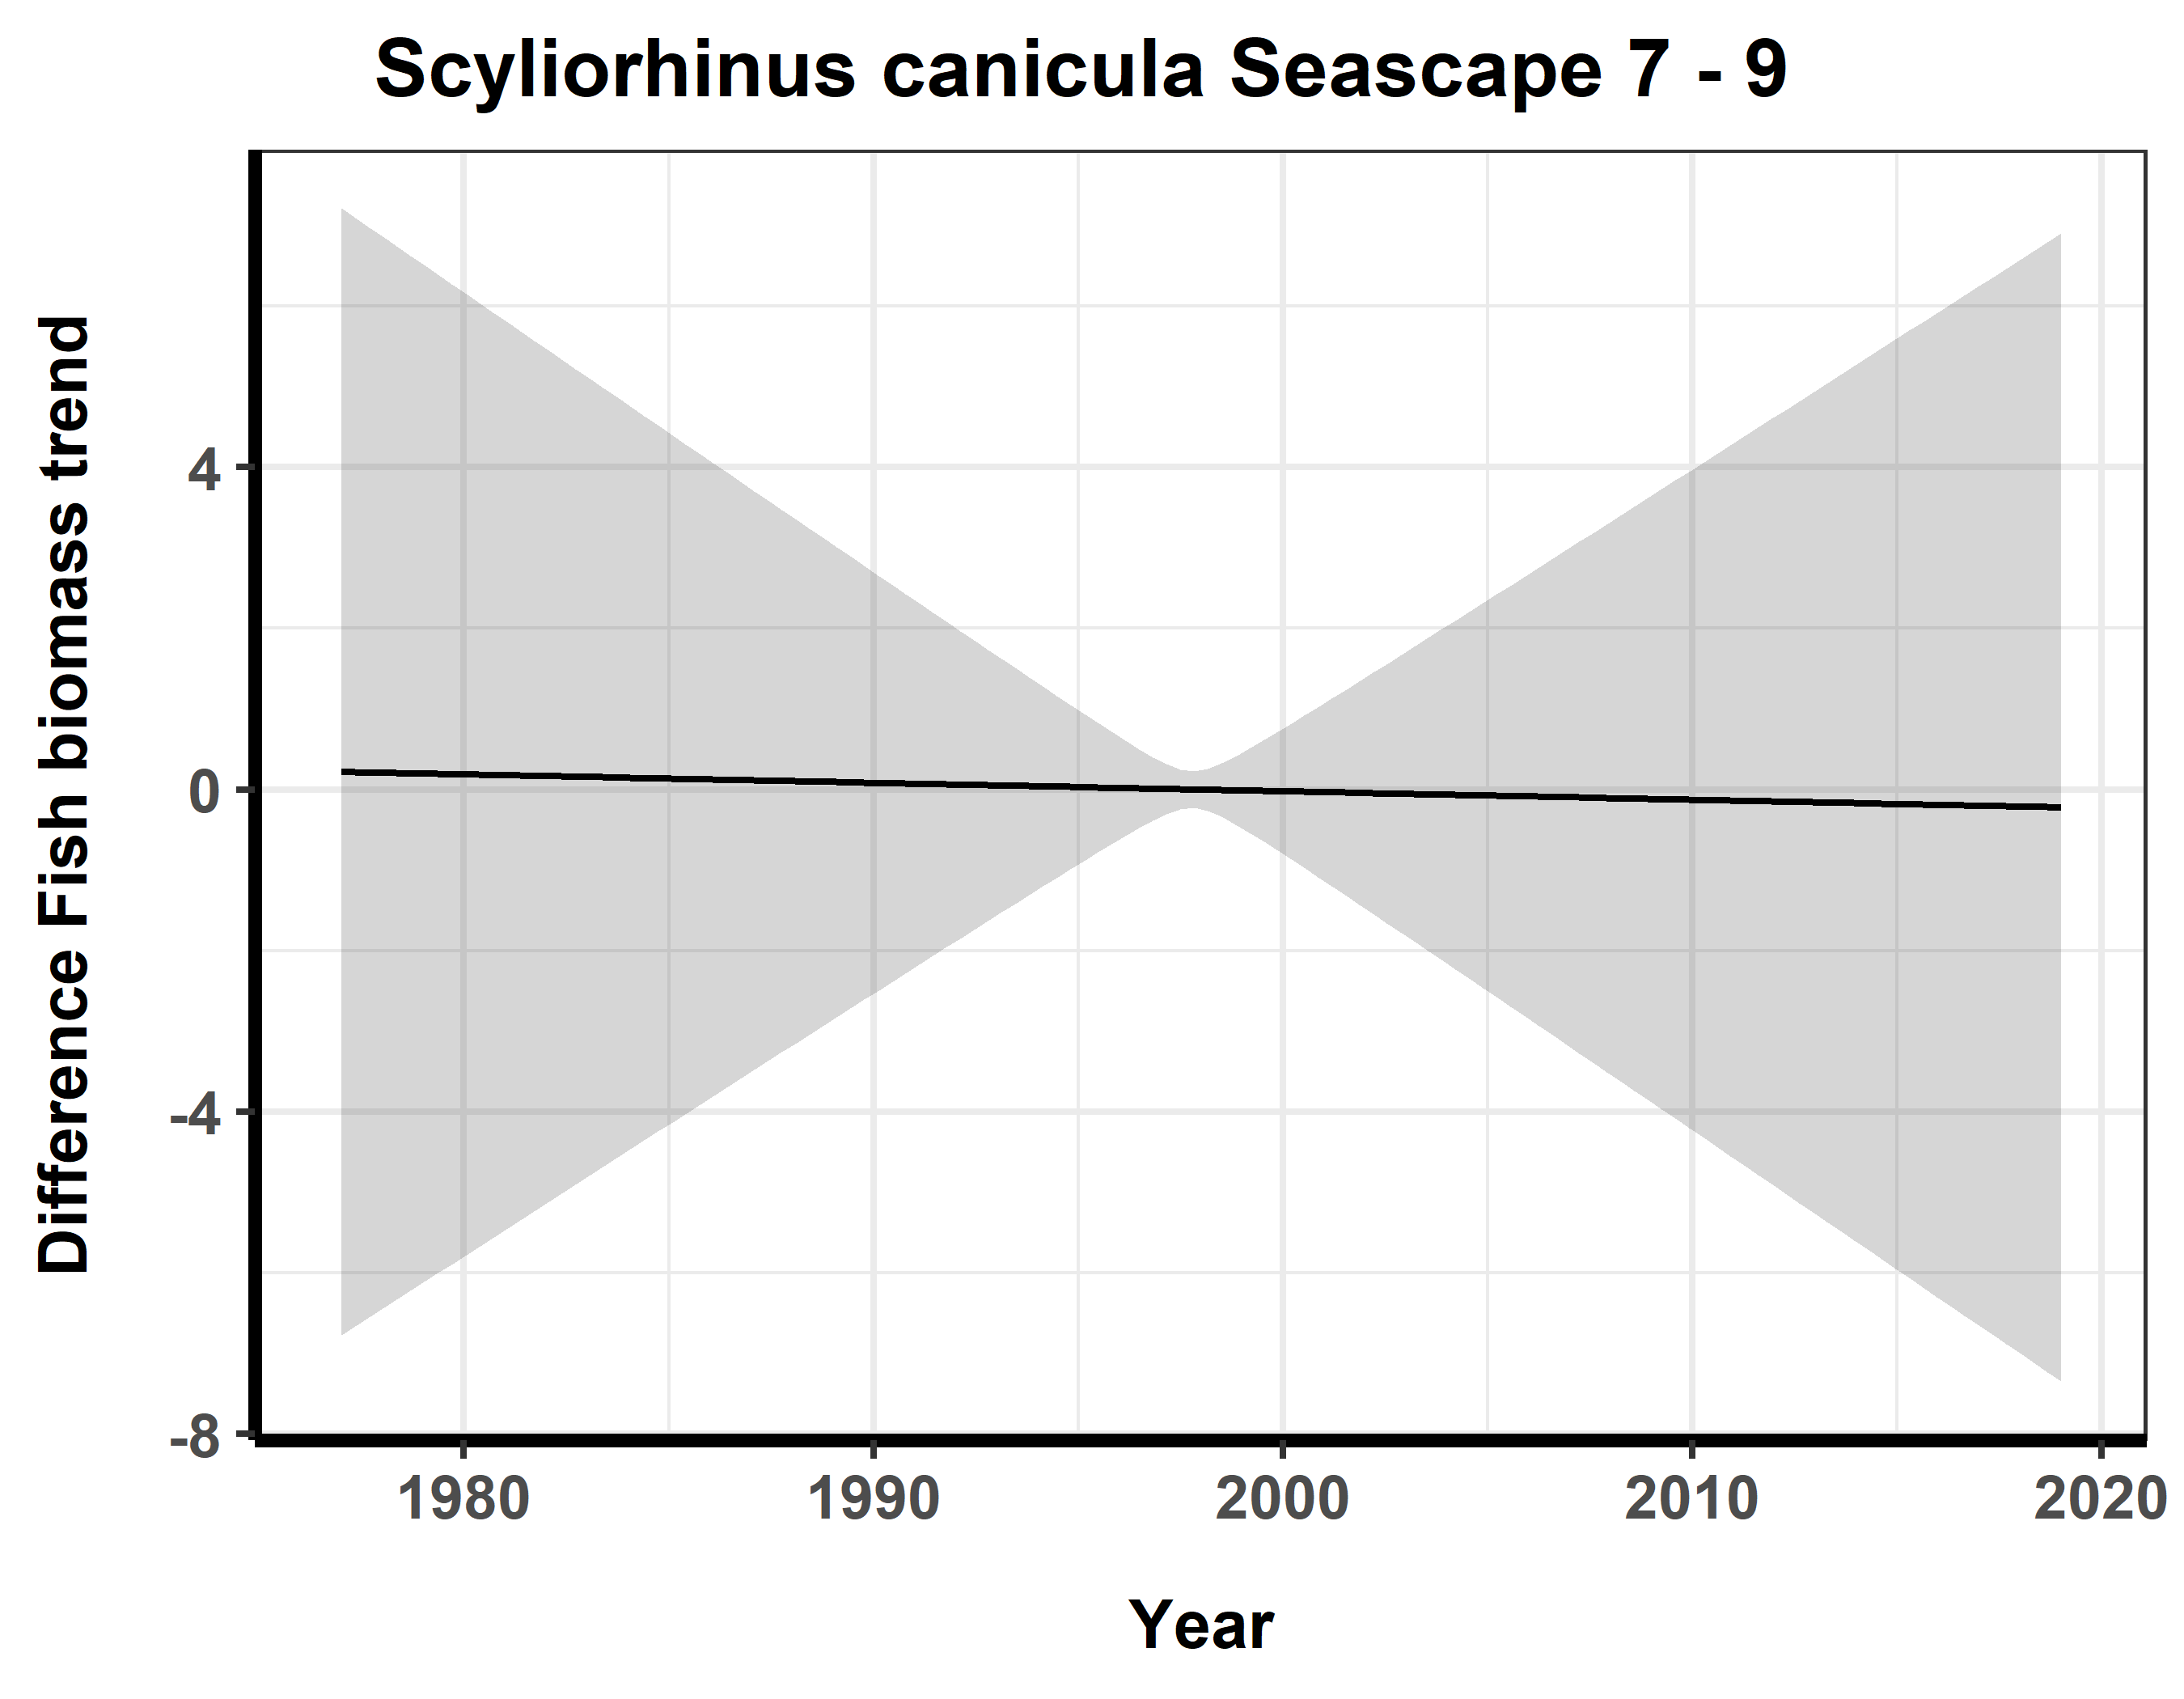 Scyliorhinus canicula Seascape 7 - 9
Difference Fish biomass trend
4
0
-4
-8
1980 1990 2000 2010 2020
Year